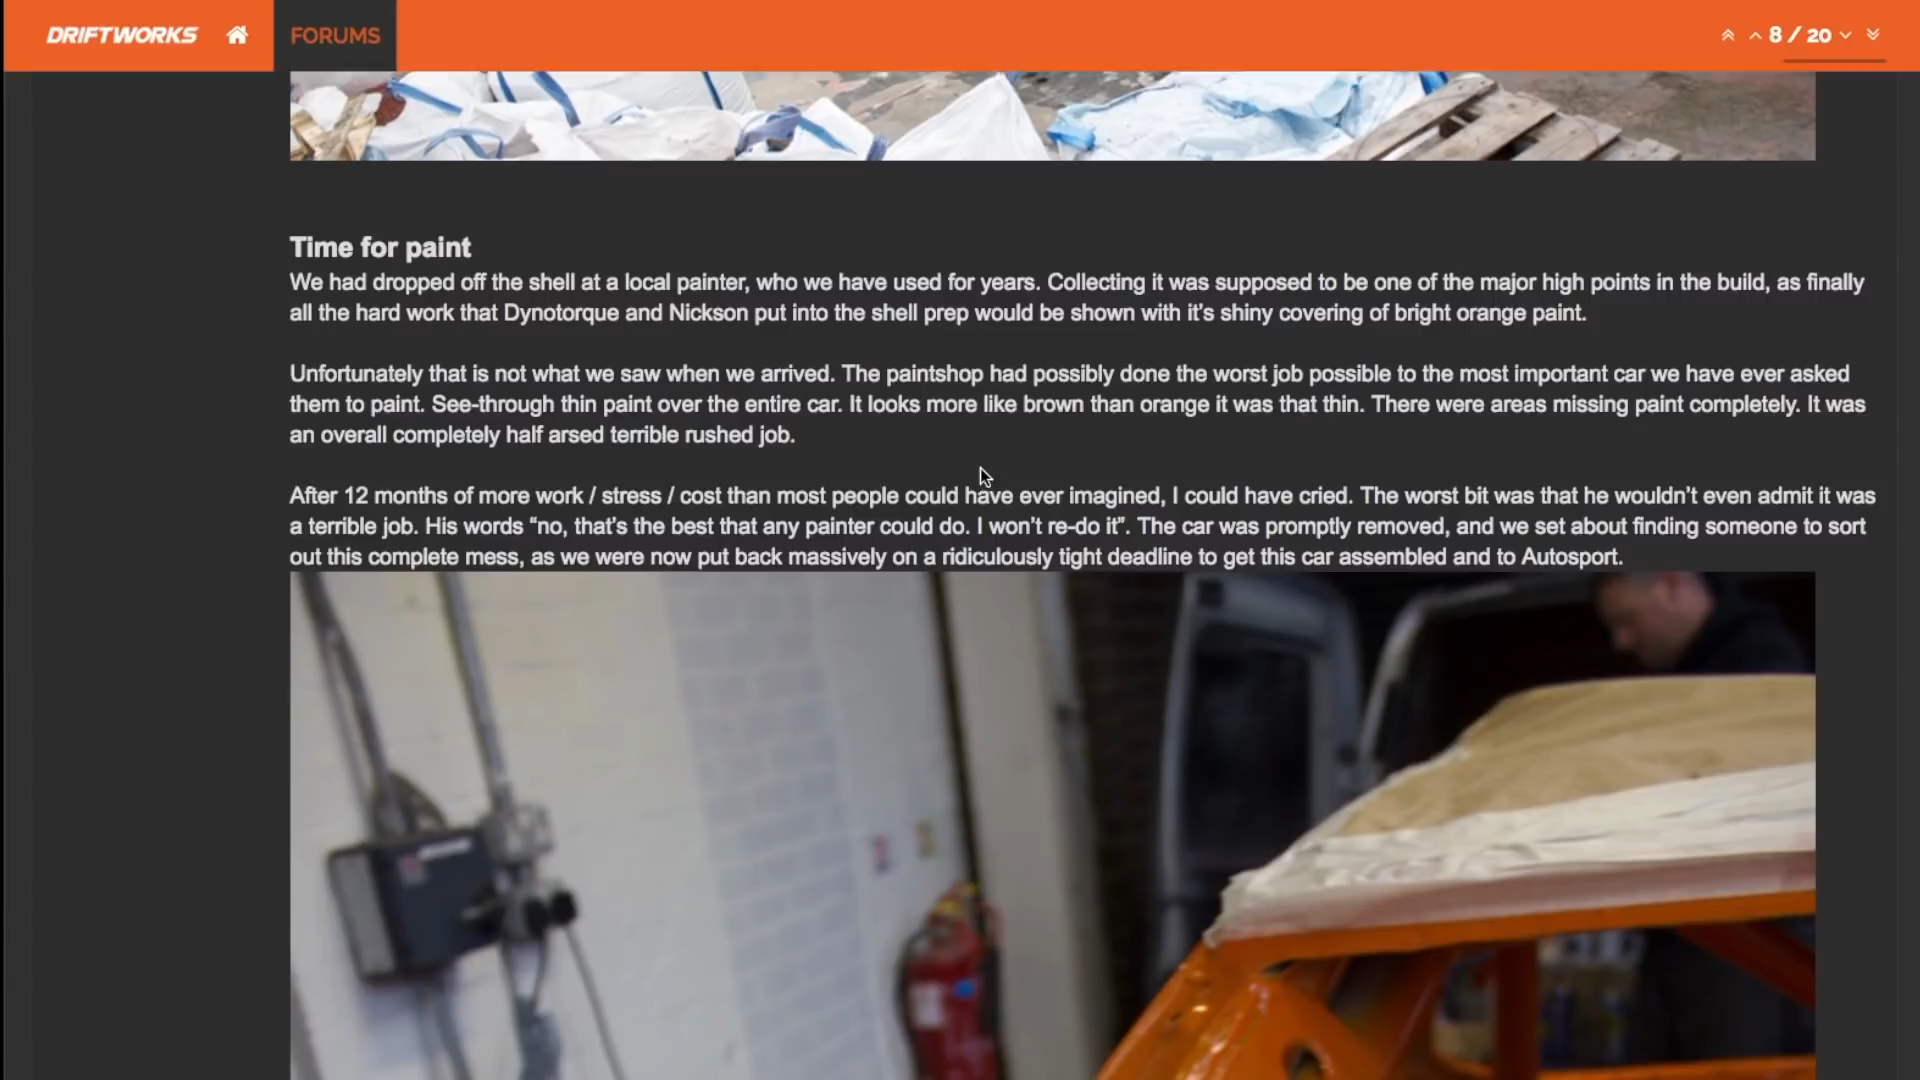 DRIFTWORKS FORUMS 8 / 20
Time for paint
We had dropped off the shell at a local painter, who we have used for years. Collecting it was supposed to be one of the major high points in the build, as finally
all the hard work that Dynotorque and Nickson put into the shell prep would be shown with it's shiny covering of bright orange paint.
Unfortunately that is not what we saw when we arrived. The paintshop had possibly done the worst job possible to the most important car we have ever asked
them to paint. See-through thin paint over the entire car. It looks more like brown than orange it was that thin. There were areas missing paint completely. It was
an overall completely half arsed terrible rushed job.
After 12 months of more work / stress / cost than most people could have ever imagined, I could have cried. The worst bit was that he wouldn't even admit it was
a terrible job. His words “no, that's the best that any painter could do. I won't re-do it”. The car was promptly removed, and we set about finding someone to sort
out this complete mess, as we were now put back massively on a ridiculously tight deadline to get this car assembled and to Autosport.